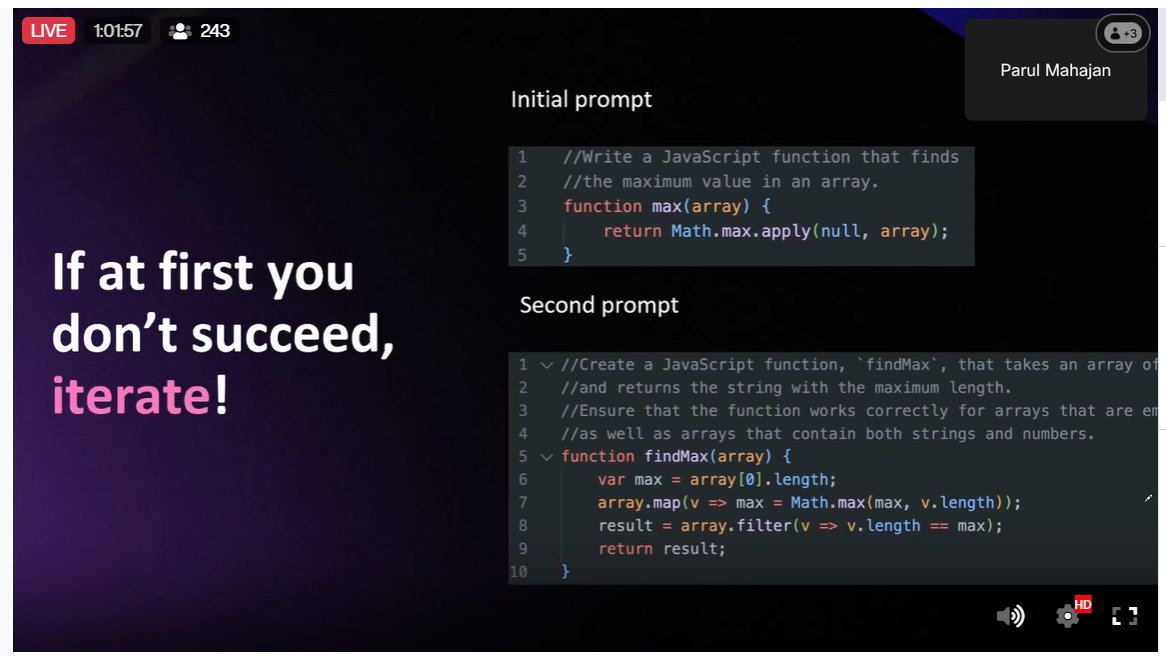 LIVE 1:01:57 243
+3
Parul Mahajan
If at first you
don’t succeed,
iterate!
Initial prompt
1 //Write a JavaScript function that finds
2 //the maximum value in an array.
3 function max(array) {
4 return Math.max.apply(null, array);
5 }
Second prompt
1 //Create a JavaScript function, `findMax`, that takes an array of
2 //and returns the string with the maximum length.
3 //Ensure that the function works correctly for arrays that are em
4 //as well as arrays that contain both strings and numbers.
5 function findMax(array) {
6 var max = array[0].length;
7 array.map(v => max = Math.max(max, v.length));
8 result = array.filter(v => v.length == max);
9 return result;
10 }
HD